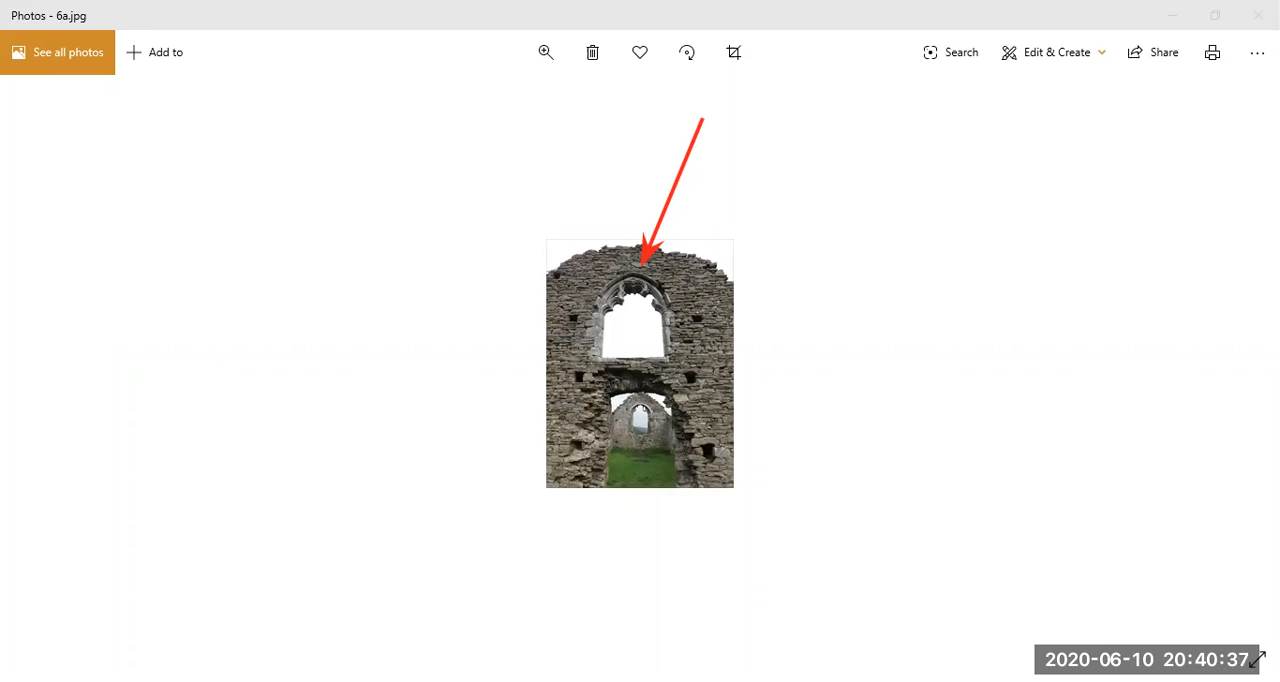 Photos - 6a.jpg
See all photos
Add to
Search
Edit & Create
Share
2020-06-10 20:40:37